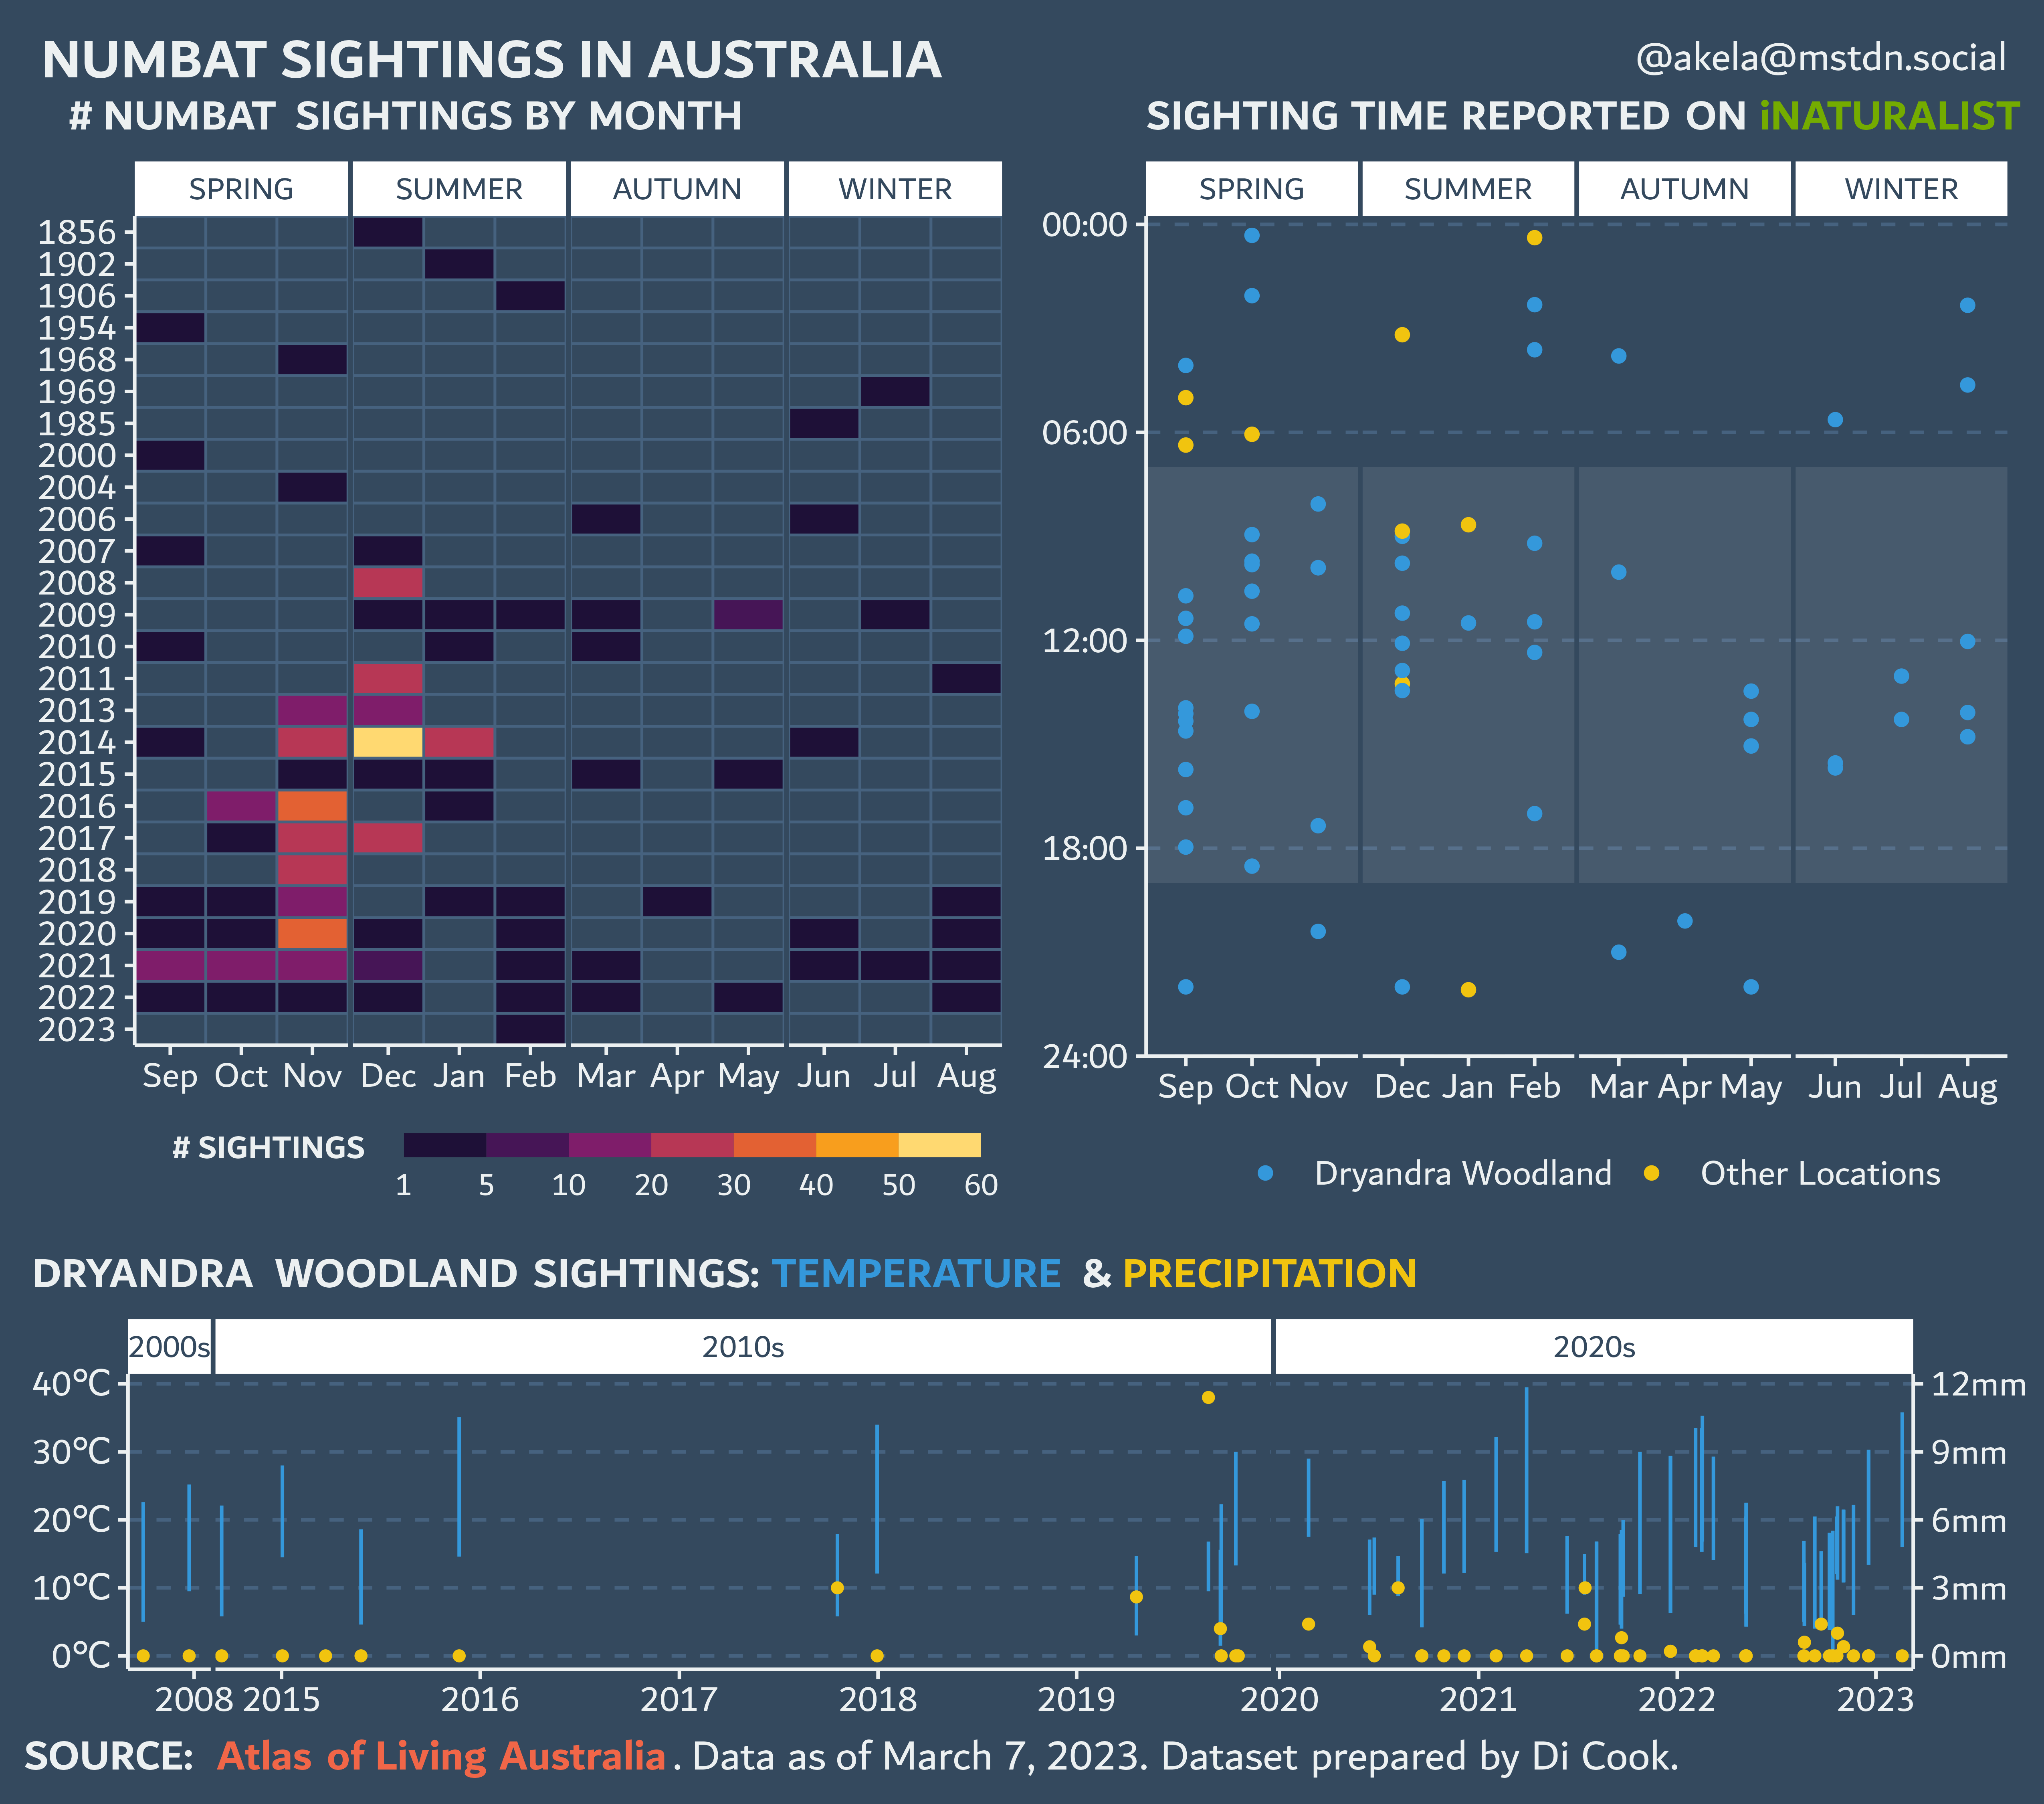 NUMBAT SIGHTINGS IN AUSTRALIA
@akela@mstdn.social
# NUMBAT SIGHTINGS BY MONTH
SPRING SUMMER AUTUMN WINTER
1856
1902
1906
1954
1968
1969
1985
2000
2004
2006
2007
2008
2009
2010
2011
2013
2014
2015
2016
2017
2018
2019
2020
2021
2022
2023
Sep Oct Nov Dec Jan Feb Mar Apr May Jun Jul Aug
# SIGHTINGS
1 5 10 20 30 40 50 60
SIGHTING TIME REPORTED ON iNATURALIST
SPRING SUMMER AUTUMN WINTER
00:00
06:00
12:00
18:00
24:00
Sep Oct Nov Dec Jan Feb Mar Apr May Jun Jul Aug
Dryandra Woodland Other Locations
DRYANDRA WOODLAND SIGHTINGS: TEMPERATURE & PRECIPITATION
2000s 2010s 2020s
40°C 12mm
30°C 9mm
20°C 6mm
10°C 3mm
0°C 0mm
2008 2015 2016 2017 2018 2019 2020 2021 2022 2023
SOURCE: Atlas of Living Australia. Data as of March 7, 2023. Dataset prepared by Di Cook.